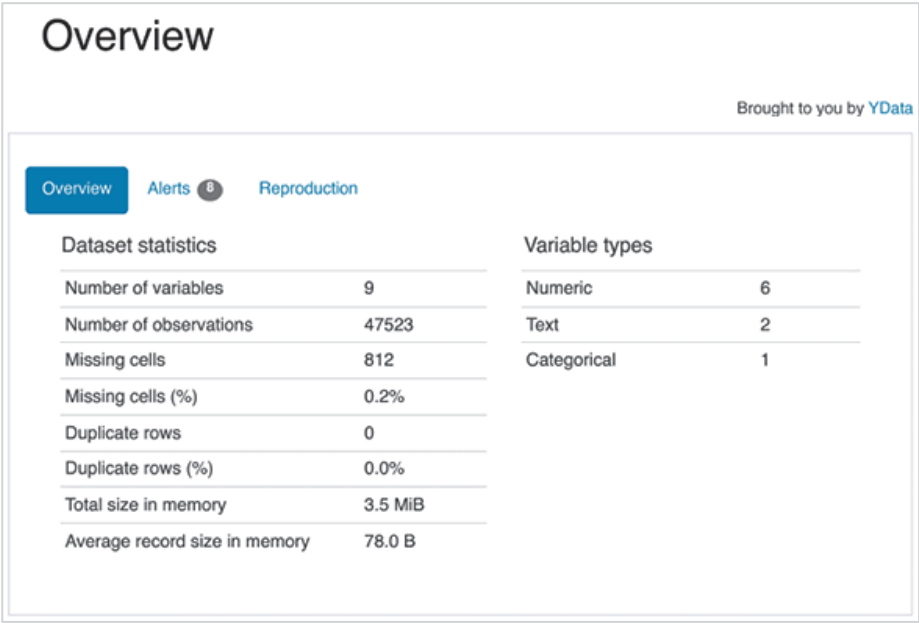 Overview
Brought to you by YData
Overview Alerts 8 Reproduction
Dataset statistics
Number of variables 9
Number of observations 47523
Missing cells 812
Missing cells (%) 0.2%
Duplicate rows 0
Duplicate rows (%) 0.0%
Total size in memory 3.5 MiB
Average record size in memory 78.0 B
Variable types
Numeric 6
Text 2
Categorical 1